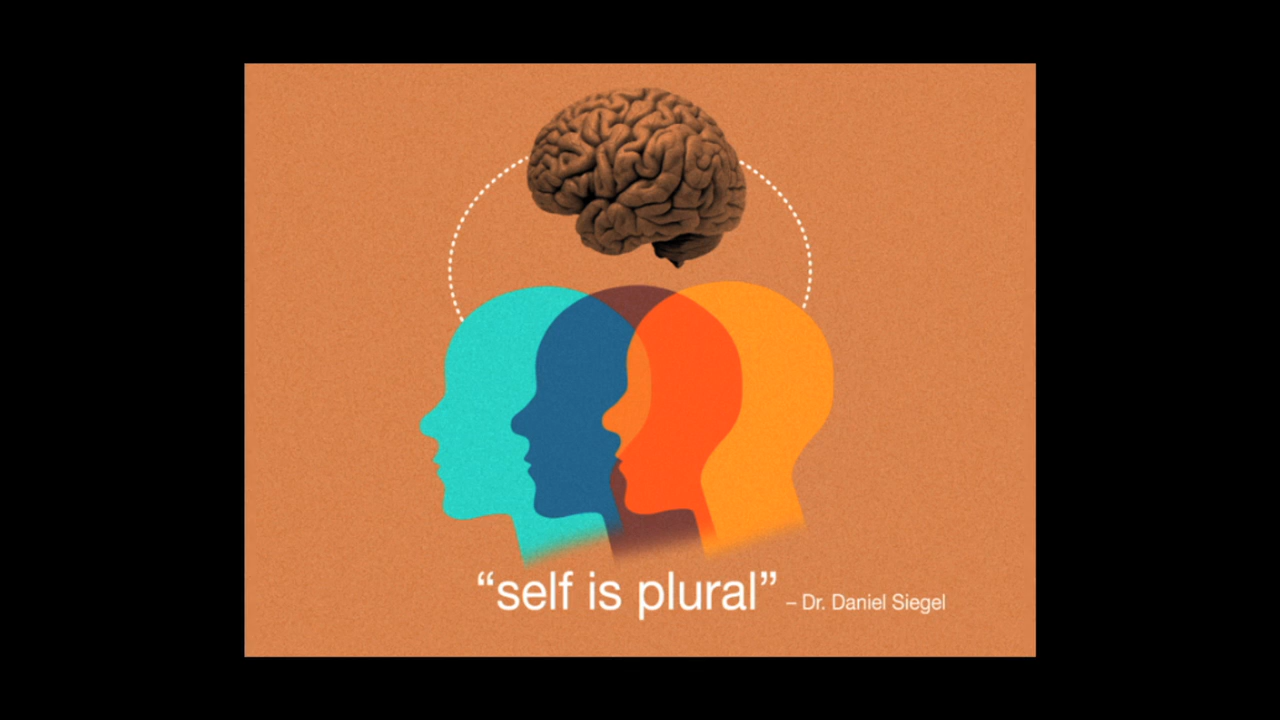 “self is plural” – Dr. Daniel Siegel